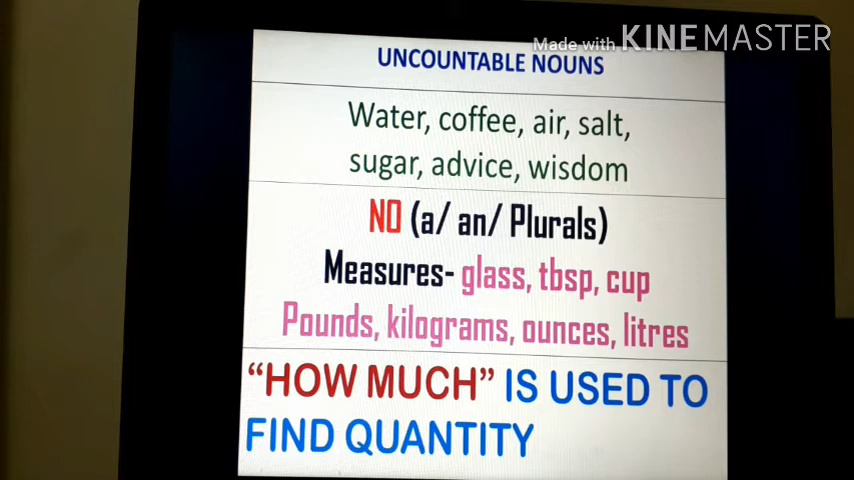 Made with KINEMASTER
UNCOUNTABLE NOUNS
Water, coffee, air, salt,
sugar, advice, wisdom
NO (a/ an/ Plurals)
Measures- glass, tbsp, cup
Pounds, kilograms, ounces, litres
“HOW MUCH” IS USED TO
FIND QUANTITY